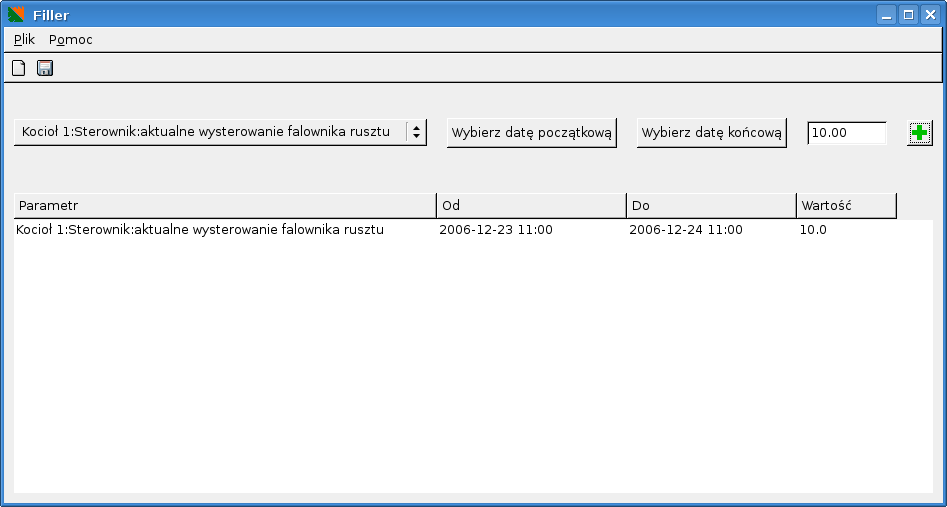 Filler
Plik Pomoc
Kocioł 1:Sterownik:aktualne wysterowanie falownika rusztu Wybierz datę początkową Wybierz datę końcową 10.00
Parametr Od Do Wartość
Kocioł 1:Sterownik:aktualne wysterowanie falownika rusztu 2006-12-23 11:00 2006-12-24 11:00 10.0